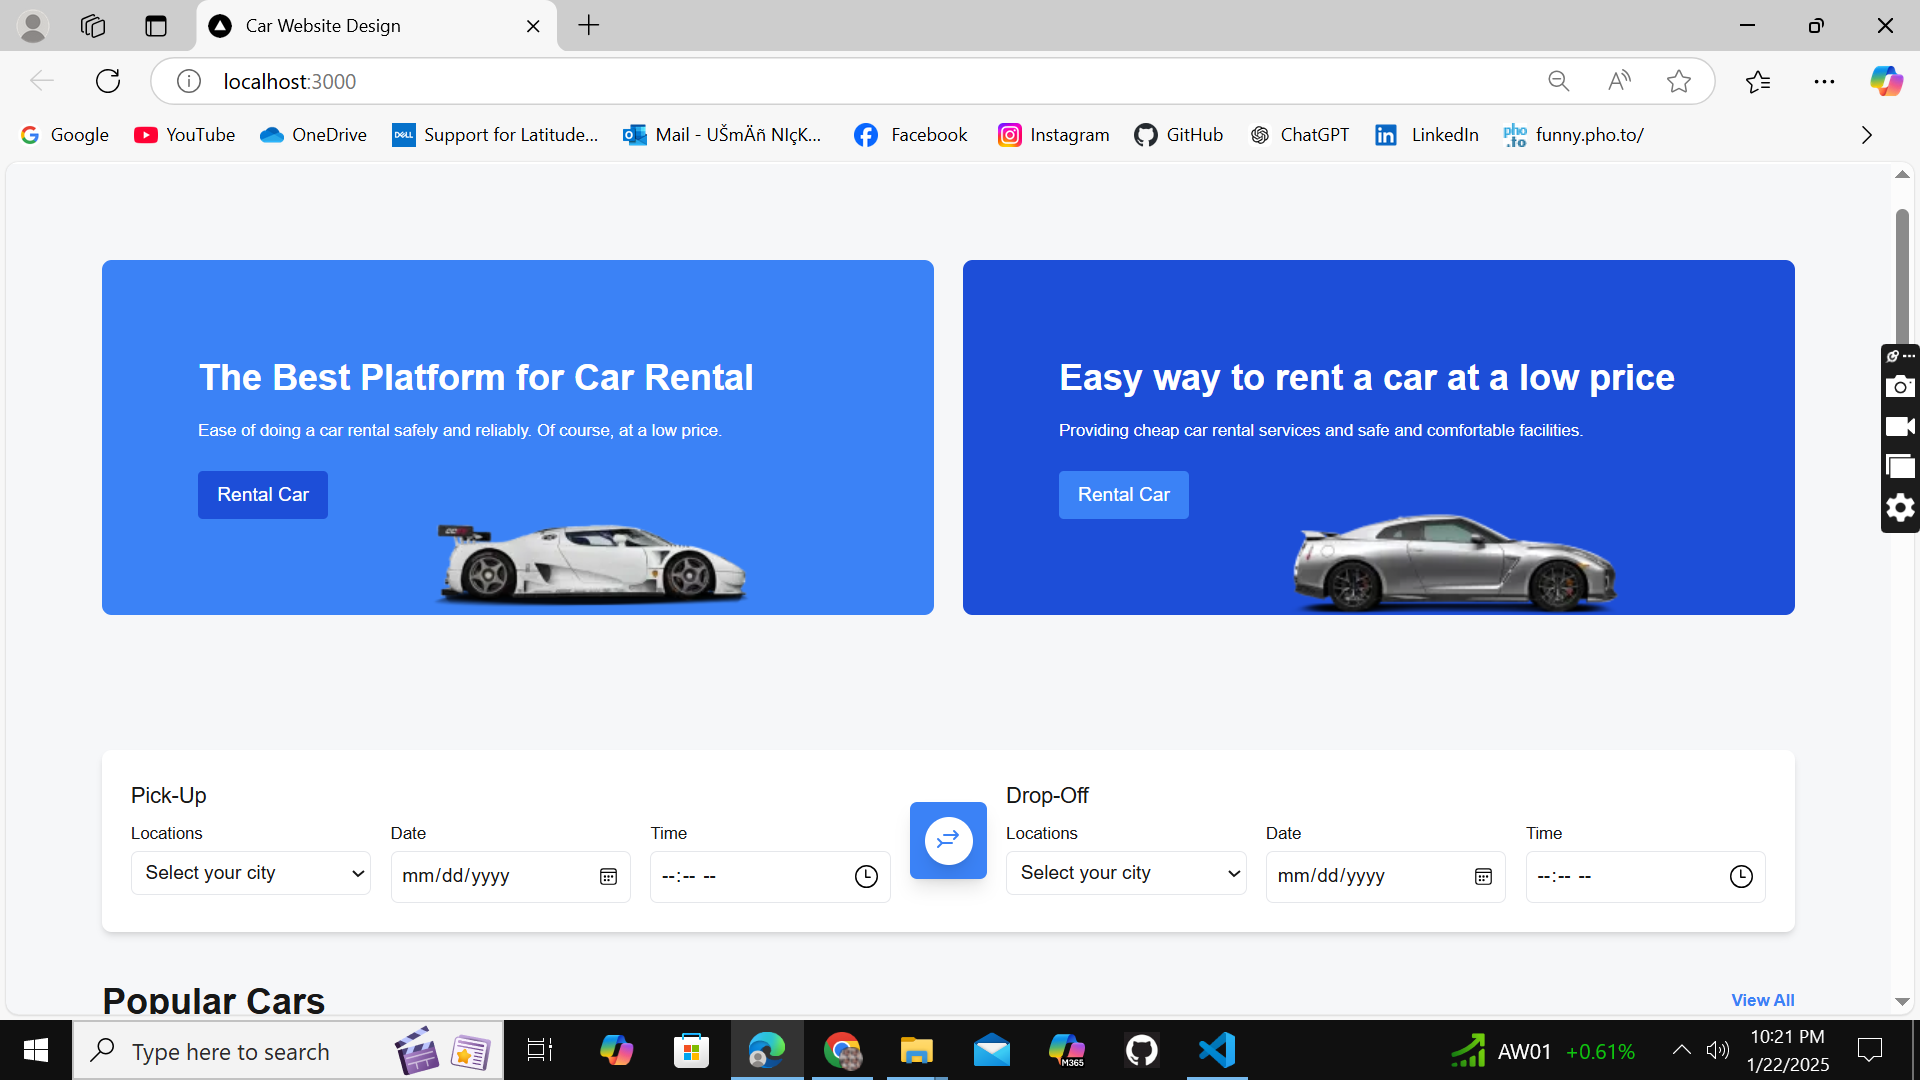 Car Website Design
localhost:3000
Google YouTube OneDrive Support for Latitude... Mail - UŠmÄñ NIçK... Facebook Instagram GitHub ChatGPT LinkedIn funny.pho.to/
The Best Platform for Car Rental
Ease of doing a car rental safely and reliably. Of course, at a low price.
Rental Car
Easy way to rent a car at a low price
Providing cheap car rental services and safe and comfortable facilities.
Rental Car
Pick-Up
Locations Date Time
Select your city mm/dd/yyyy --:-- --
Drop-Off
Locations Date Time
Select your city mm/dd/yyyy --:-- --
Popular Cars
View All
Type here to search
M365
AW01 +0.61%
10:21 PM
1/22/2025